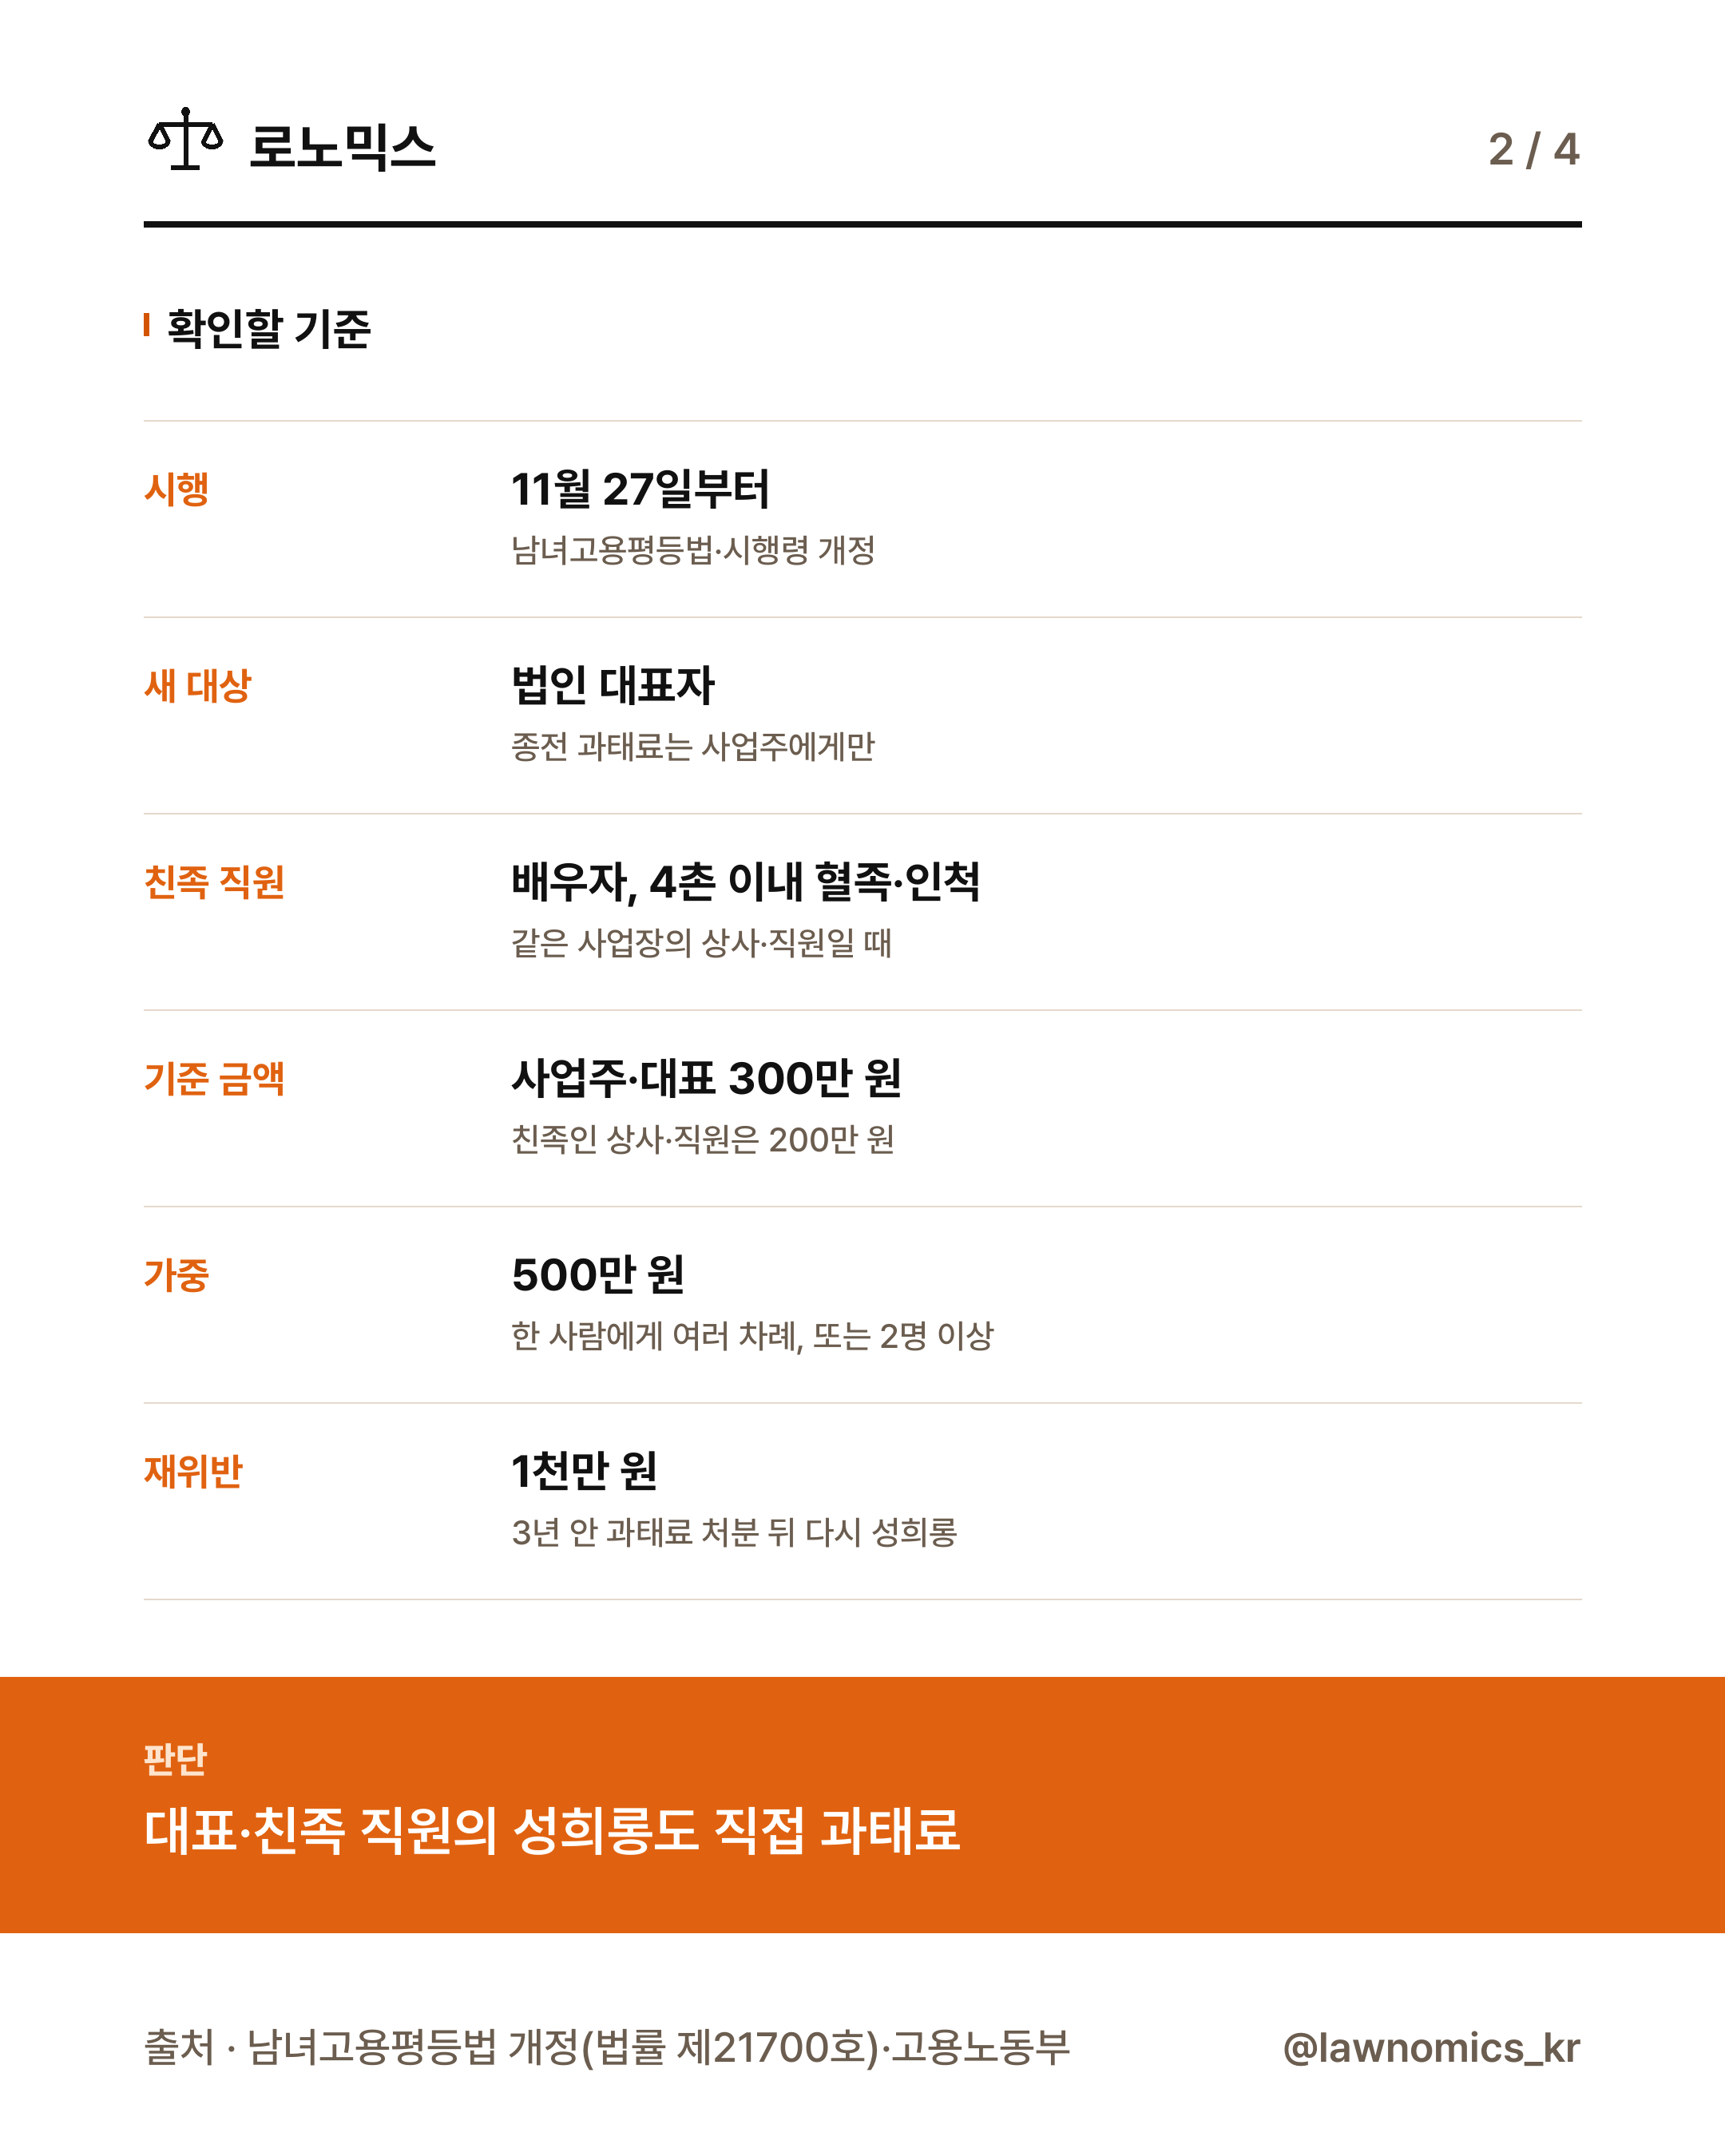 로노믹스
2 / 4
확인할 기준
시행
11월 27일부터
남녀고용평등법·시행령 개정
새 대상
법인 대표자
종전 과태료는 사업주에게만
친족 직원
배우자, 4촌 이내 혈족·인척
같은 사업장의 상사·직원일 때
기준 금액
사업주·대표 300만 원
친족인 상사·직원은 200만 원
가중
500만 원
한 사람에게 여러 차례, 또는 2명 이상
재위반
1천만 원
3년 안 과태료 처분 뒤 다시 성희롱
판단
대표·친족 직원의 성희롱도 직접 과태료
출처 · 남녀고용평등법 개정(법률 제21700호)·고용노동부
@lawnomics_kr